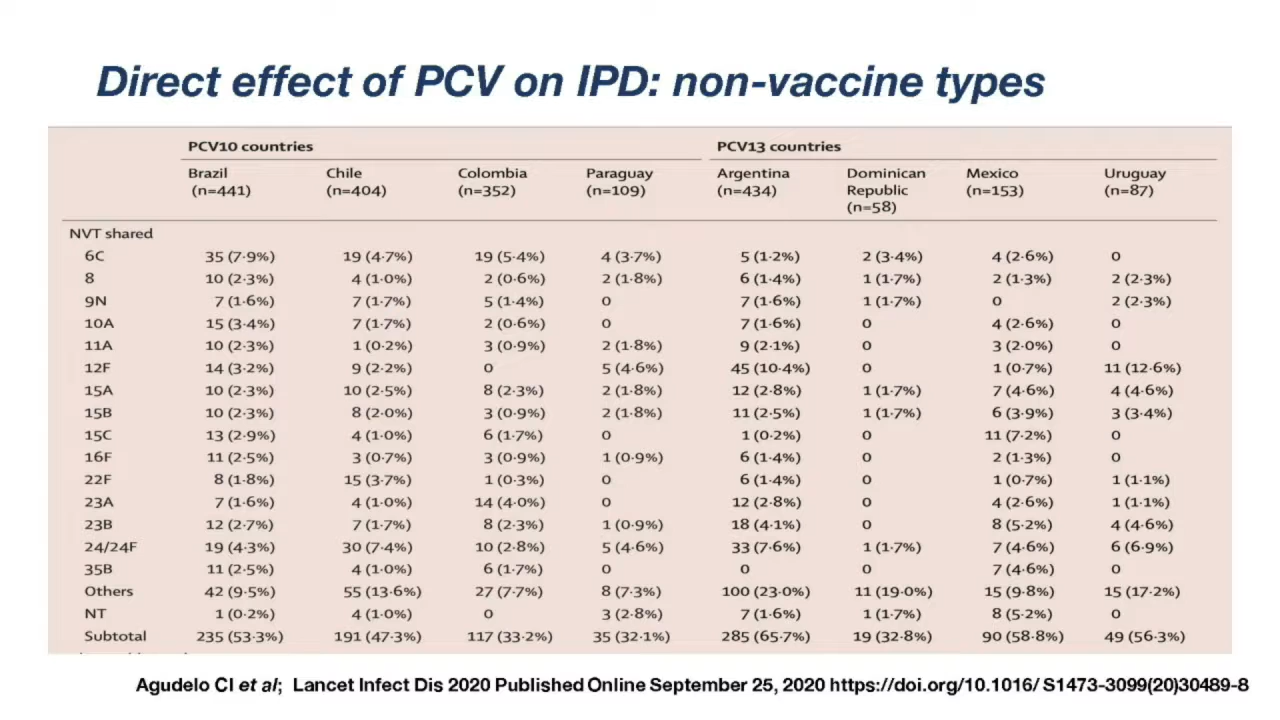 Direct effect of PCV on IPD: non-vaccine types
PCV10 countries PCV13 countries
Brazil (n=441) Chile (n=404) Colombia (n=352) Paraguay (n=109) Argentina (n=434) Dominican Republic (n=58) Mexico (n=153) Uruguay (n=87)
NVT shared
6C 35 (7·9%) 19 (4·7%) 19 (5·4%) 4 (3·7%) 5 (1·2%) 2 (3·4%) 4 (2·6%) 0
8 10 (2·3%) 4 (1·0%) 2 (0·6%) 2 (1·8%) 6 (1·4%) 1 (1·7%) 2 (1·3%) 2 (2·3%)
9N 7 (1·6%) 7 (1·7%) 5 (1·4%) 0 7 (1·6%) 1 (1·7%) 0 2 (2·3%)
10A 15 (3·4%) 7 (1·7%) 2 (0·6%) 0 7 (1·6%) 0 4 (2·6%) 0
11A 10 (2·3%) 1 (0·2%) 3 (0·9%) 2 (1·8%) 9 (2·1%) 0 3 (2·0%) 0
12F 14 (3·2%) 9 (2·2%) 0 5 (4·6%) 45 (10·4%) 0 1 (0·7%) 11 (12·6%)
15A 10 (2·3%) 10 (2·5%) 8 (2·3%) 2 (1·8%) 12 (2·8%) 1 (1·7%) 7 (4·6%) 4 (4·6%)
15B 10 (2·3%) 8 (2·0%) 3 (0·9%) 2 (1·8%) 11 (2·5%) 1 (1·7%) 6 (3·9%) 3 (3·4%)
15C 13 (2·9%) 4 (1·0%) 6 (1·7%) 0 1 (0·2%) 0 11 (7·2%) 0
16F 11 (2·5%) 3 (0·7%) 3 (0·9%) 1 (0·9%) 6 (1·4%) 0 2 (1·3%) 0
22F 8 (1·8%) 15 (3·7%) 1 (0·3%) 0 6 (1·4%) 0 1 (0·7%) 1 (1·1%)
23A 7 (1·6%) 4 (1·0%) 14 (4·0%) 0 12 (2·8%) 0 4 (2·6%) 1 (1·1%)
23B 12 (2·7%) 7 (1·7%) 8 (2·3%) 1 (0·9%) 18 (4·1%) 0 8 (5·2%) 4 (4·6%)
24/24F 19 (4·3%) 30 (7·4%) 10 (2·8%) 5 (4·6%) 33 (7·6%) 1 (1·7%) 7 (4·6%) 6 (6·9%)
35B 11 (2·5%) 4 (1·0%) 6 (1·7%) 0 0 0 7 (4·6%) 0
Others 42 (9·5%) 55 (13·6%) 27 (7·7%) 8 (7·3%) 100 (23·0%) 11 (19·0%) 15 (9·8%) 15 (17·2%)
NT 1 (0·2%) 4 (1·0%) 0 3 (2·8%) 7 (1·6%) 1 (1·7%) 8 (5·2%) 0
Subtotal 235 (53·3%) 191 (47·3%) 117 (33·2%) 35 (32·1%) 285 (65·7%) 19 (32·8%) 90 (58·8%) 49 (56·3%)
Agudelo CI et al; Lancet Infect Dis 2020 Published Online September 25, 2020 https://doi.org/10.1016/ S1473-3099(20)30489-8